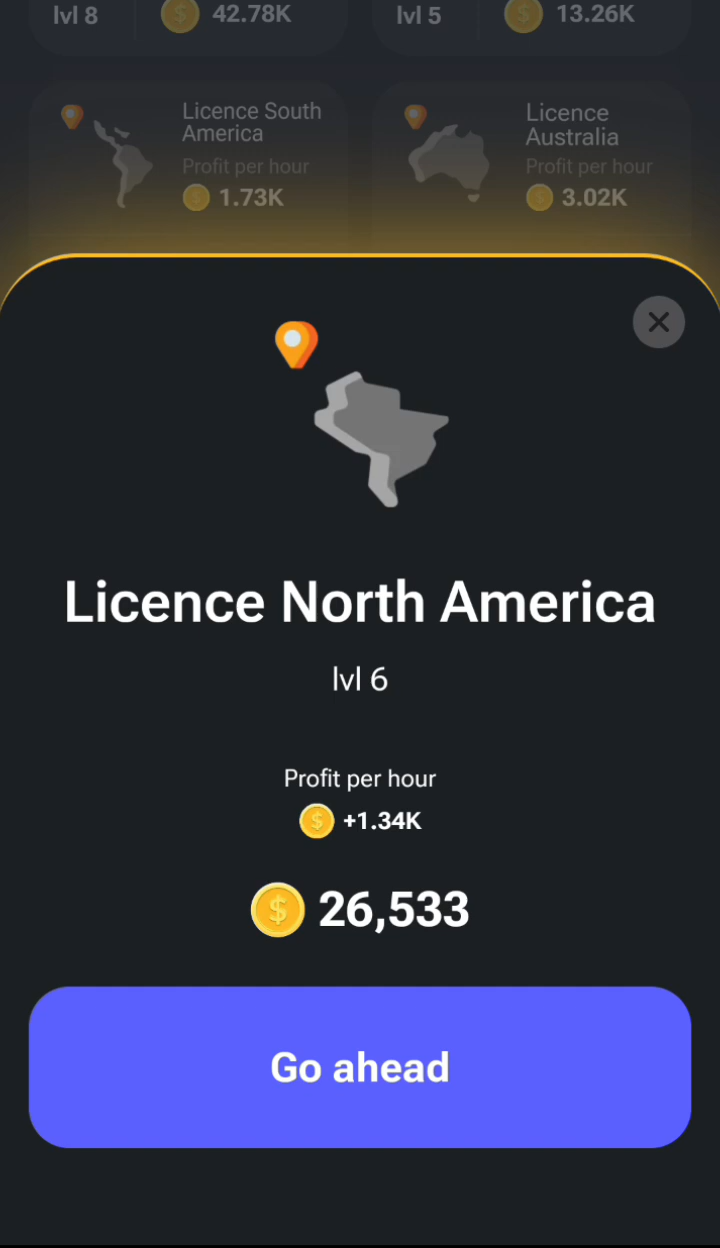 lvl 8
42.78K
lvl 5
13.26K
Licence South
America
Profit per hour
1.73K
Licence
Australia
Profit per hour
3.02K
Licence North America
lvl 6
Profit per hour
+1.34K
26,533
Go ahead